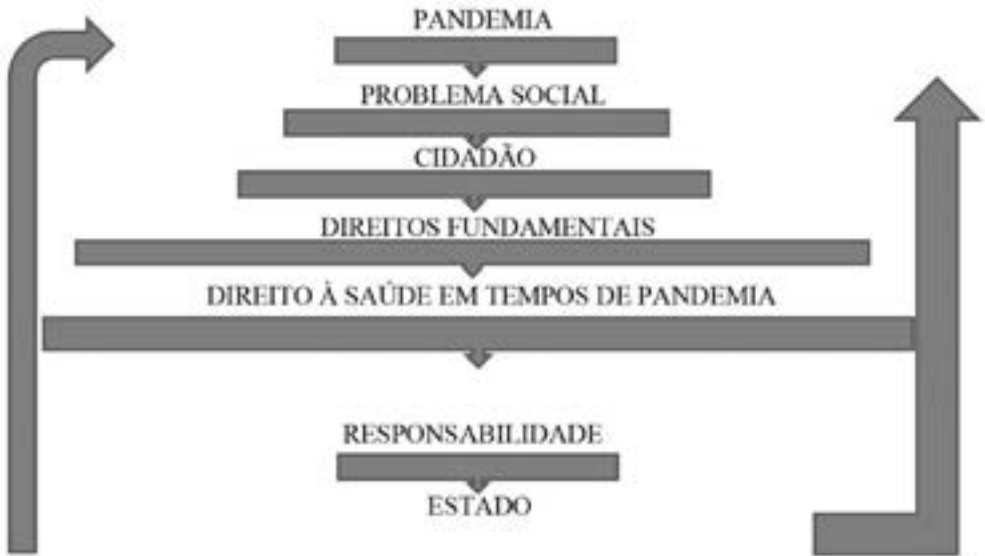 PANDEMIA
PROBLEMA SOCIAL
CIDADÃO
DIREITOS FUNDAMENTAIS
DIREITO À SAÚDE EM TEMPOS DE PANDEMIA
RESPONSABILIDADE
ESTADO